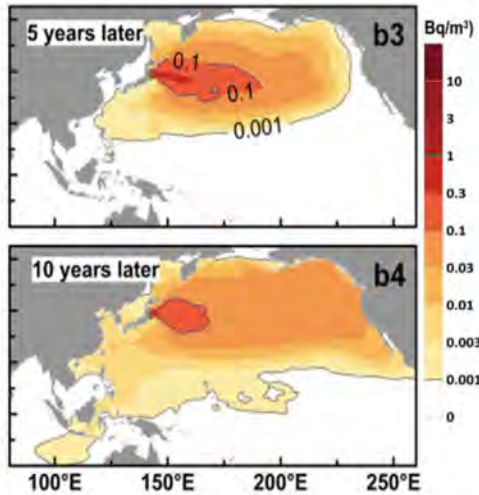 5 years later
b3
0.1
0.1
0.001
10 years later
b4
100°E
150°E
200°E
250°E
Bq/m³)
10
3
1
0.3
0.1
0.03
0.01
0.003
0.001
0